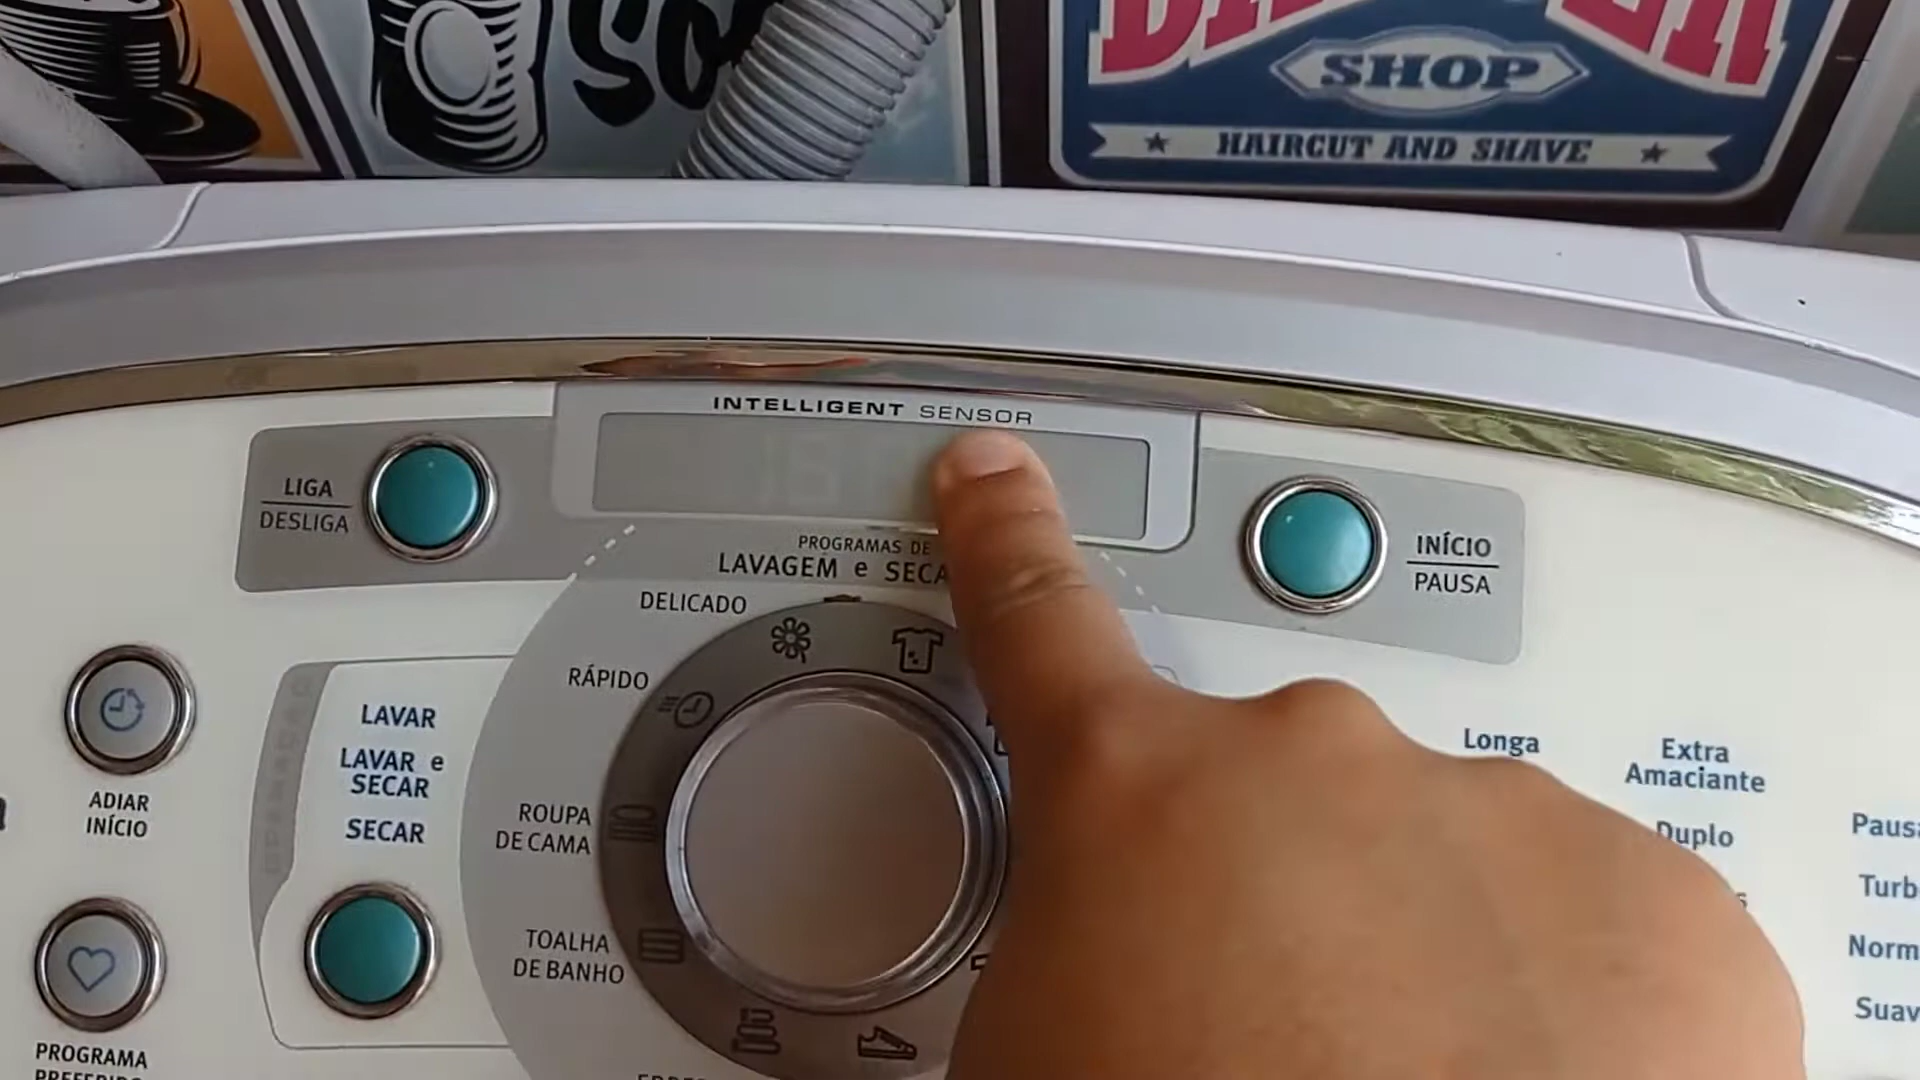 SHOP
HAIRCUT AND SHAVE
INTELLIGENT SENSOR
LIGA
DESLIGA
INÍCIO
PAUSA
PROGRAMAS DE
LAVAGEM e
DELICADO
RÁPIDO
ROUPA
DE CAMA
TOALHA
DE BANHO
LAVAR
LAVAR e
SECAR
SECAR
ADIAR
INÍCIO
PROGRAMA
PREFERIDO
Longa
Extra
Amaciante
Duplo